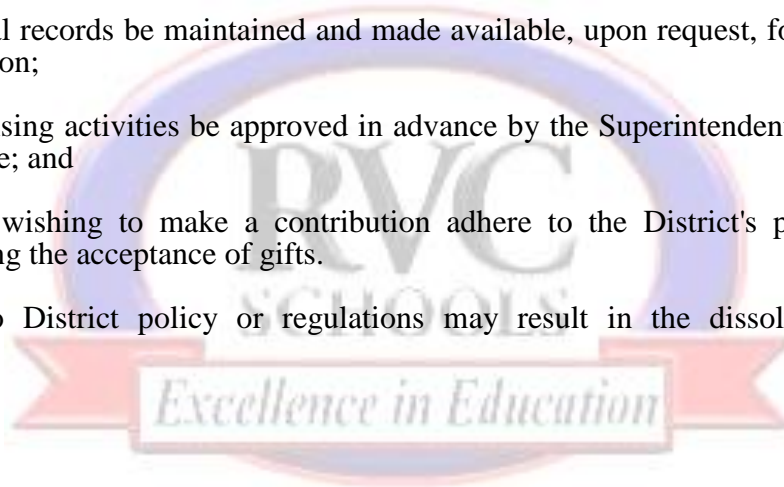 al records be maintained and made available, upon request, fo
on;
sing activities be approved in advance by the Superintendent
e; and
wishing to make a contribution adhere to the District's p
ng the acceptance of gifts.
o District policy or regulations may result in the dissol
RVC
SCHOOLS
Excellence in Education